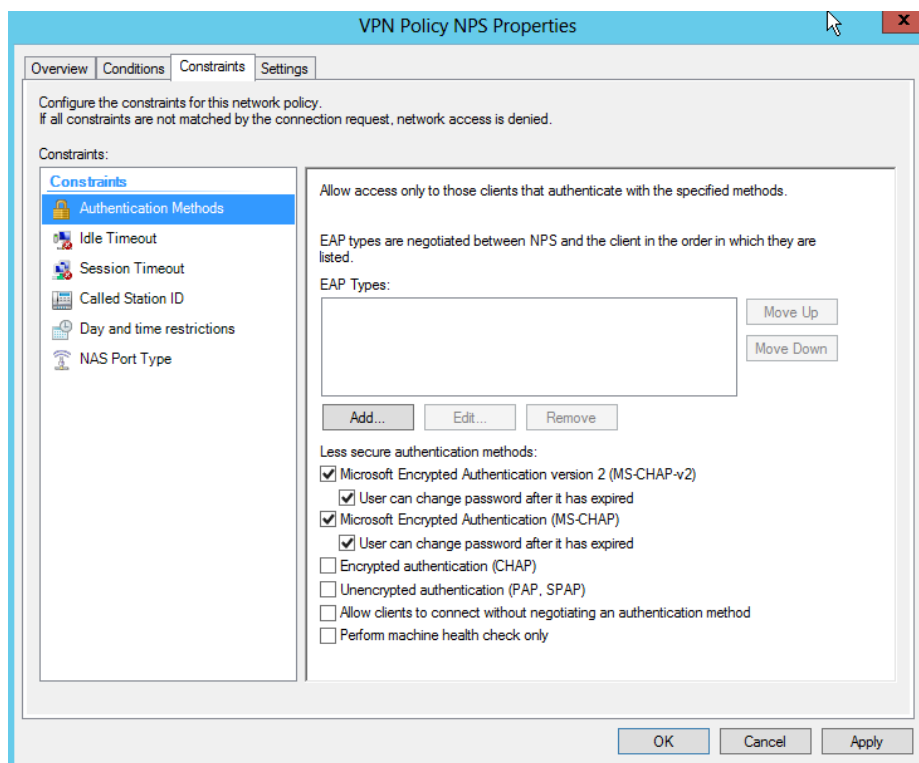 VPN Policy NPS Properties
x
Overview Conditions Constraints Settings
Configure the constraints for this network policy.
If all constraints are not matched by the connection request, network access is denied.
Constraints:
Constraints
Authentication Methods
Idle Timeout
Session Timeout
Called Station ID
Day and time restrictions
NAS Port Type
Allow access only to those clients that authenticate with the specified methods.
EAP types are negotiated between NPS and the client in the order in which they are
listed.
EAP Types:
Move Up
Move Down
Add... Edit... Remove
Less secure authentication methods:
Microsoft Encrypted Authentication version 2 (MS-CHAP-v2)
User can change password after it has expired
Microsoft Encrypted Authentication (MS-CHAP)
User can change password after it has expired
Encrypted authentication (CHAP)
Unencrypted authentication (PAP, SPAP)
Allow clients to connect without negotiating an authentication method
Perform machine health check only
OK Cancel Apply